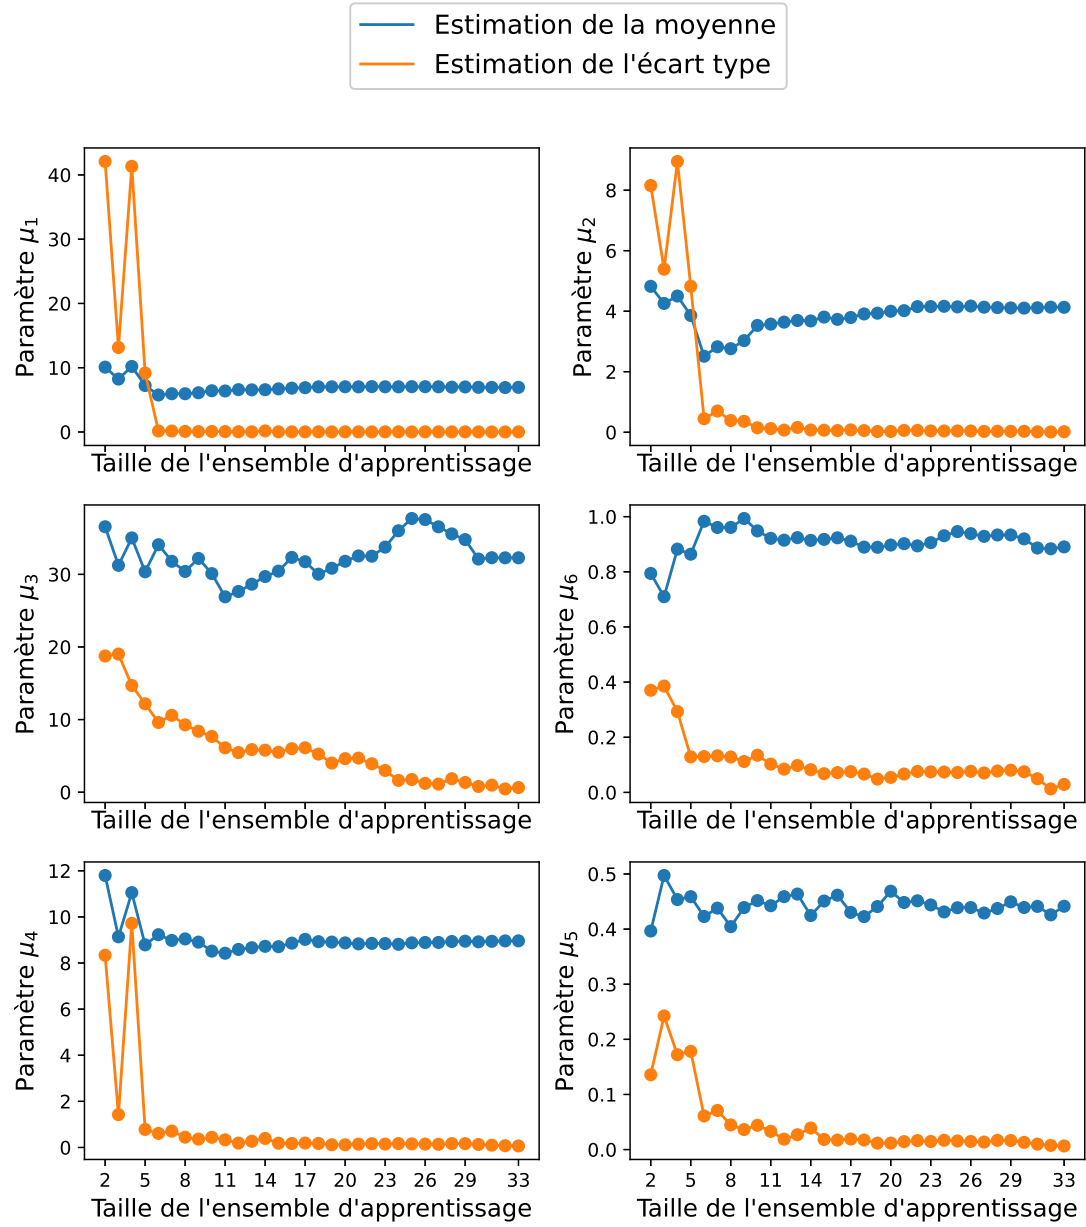 Estimation de la moyenne
Estimation de l'écart type
Paramètre μ1
40
30
20
10
0
Taille de l'ensemble d'apprentissage
Paramètre μ2
8
6
4
2
0
Taille de l'ensemble d'apprentissage
Paramètre μ3
30
20
10
0
Taille de l'ensemble d'apprentissage
Paramètre μ6
1.0
0.8
0.6
0.4
0.2
0.0
Taille de l'ensemble d'apprentissage
Paramètre μ4
12
10
8
6
4
2
0
2 5 8 11 14 17 20 23 26 29 33
Taille de l'ensemble d'apprentissage
Paramètre μ5
0.5
0.4
0.3
0.2
0.1
0.0
2 5 8 11 14 17 20 23 26 29 33
Taille de l'ensemble d'apprentissage